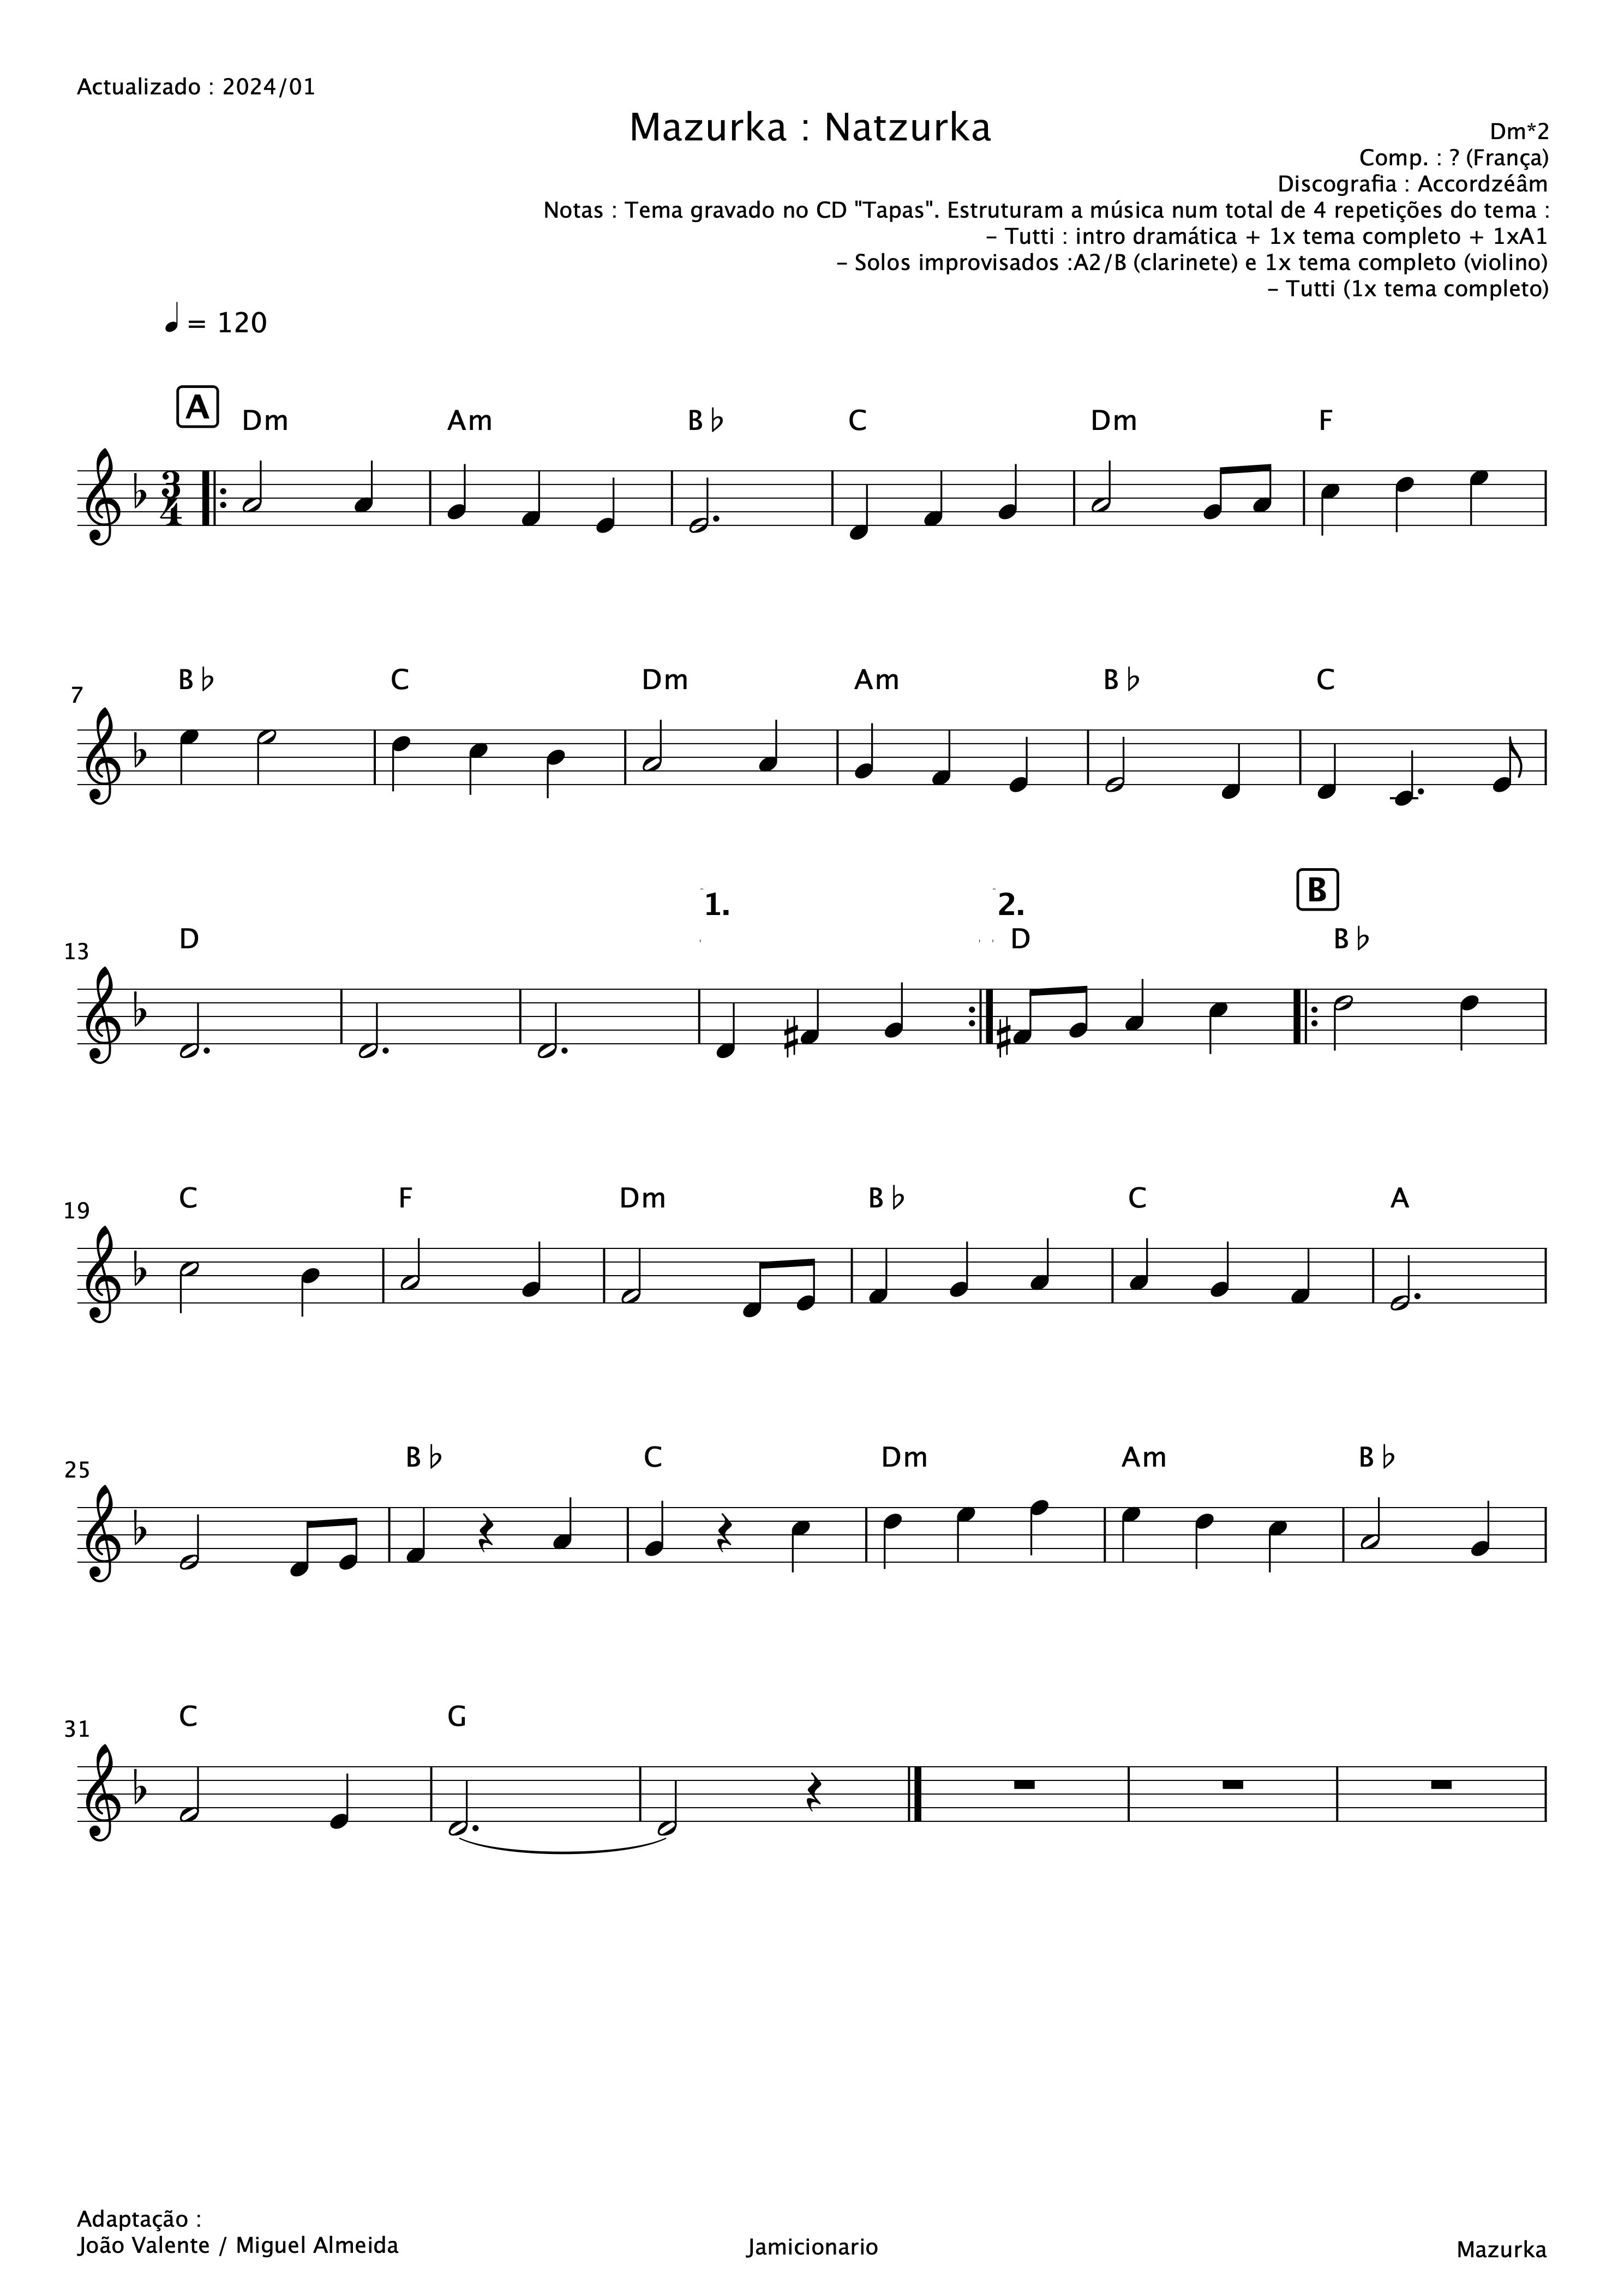 Actualizado : 2024/01
Mazurka : Natzurka
Dm*2
Comp. : ? (França)
Discografia : Accordzéâm
Notas : Tema gravado no CD "Tapas". Estruturam a música num total de 4 repetições do tema :
– Tutti : intro dramática + 1x tema completo + 1xA1
– Solos improvisados :A2/B (clarinete) e 1x tema completo (violino)
– Tutti (1x tema completo)
= 120
A
Dm Am B♭ C Dm F
3
4
7
B♭ C Dm Am B♭ C
1. 2. B
13
D D B♭
19
C F Dm B♭ C A
25
B♭ C Dm Am B♭
31
C G
Adaptação :
João Valente / Miguel Almeida
Jamicionario
Mazurka